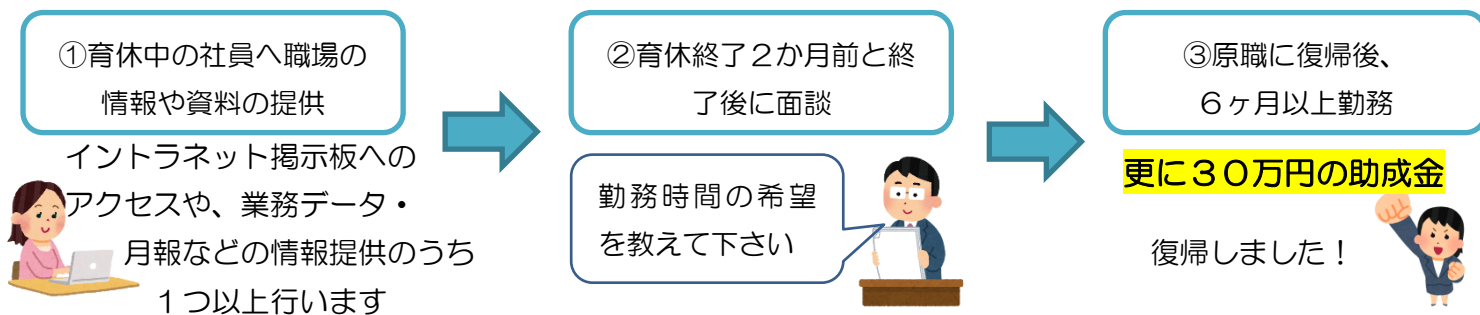 ①育休中の社員へ職場の
情報や資料の提供
イントラネット掲示板への
アクセスや、業務データ・
月報などの情報提供のうち
１つ以上行います
②育休終了２か月前と終
了後に面談
勤務時間の希望
を教えて下さい
③原職に復帰後、
６ヶ月以上勤務
更に３０万円の助成金
復帰しました！